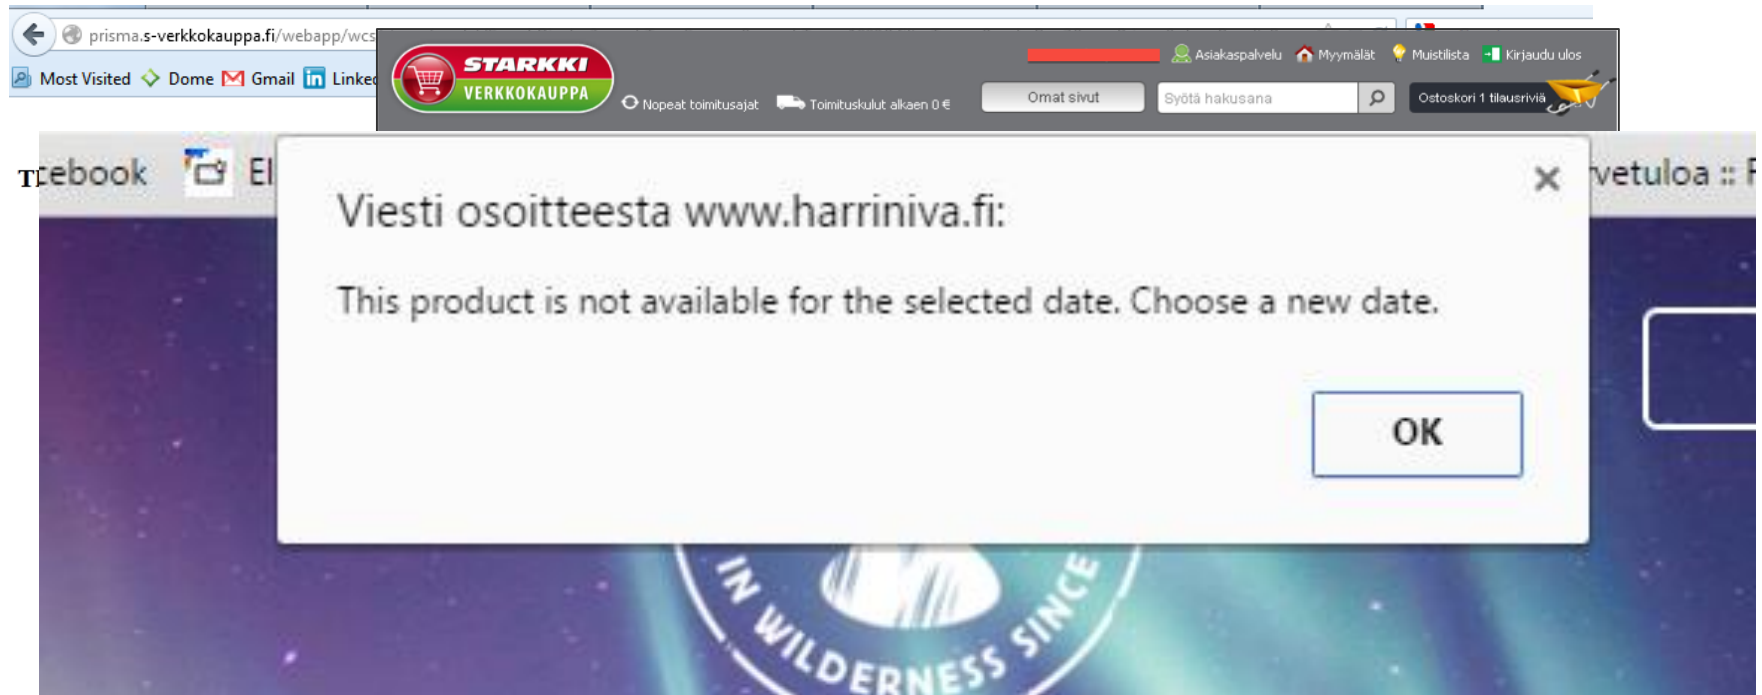 prisma.s-verkkokauppa.fi/webapp/wcs
Most Visited Dome Gmail in Linked
STARKKI
VERKKOKAUPPA
Nopeat toimitusajat Toimituskulut alkaen 0 €
Asiakaspalvelu Myymälät Muistilista Kirjaudu ulos
Omat sivut Syötä hakusana Ostoskori 1 tilausriviä
cebook El
vetuloa :: F
Viesti osoitteesta www.harriniva.fi:
This product is not available for the selected date. Choose a new date.
OK
IN WILDERNESS SINCE